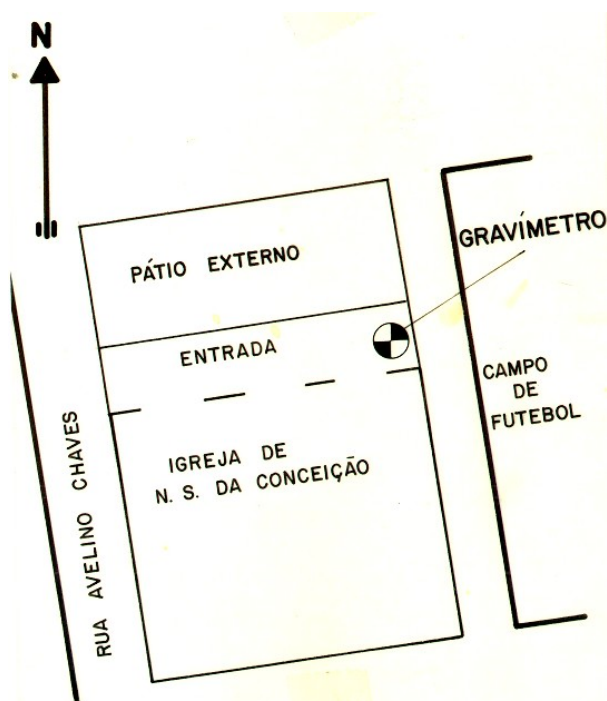 N
PÁTIO EXTERNO
GRAVÍMETRO
ENTRADA
CAMPO
DE
FUTEBOL
IGREJA DE
N. S. DA CONCEIÇÃO
RUA AVELINO CHAVES